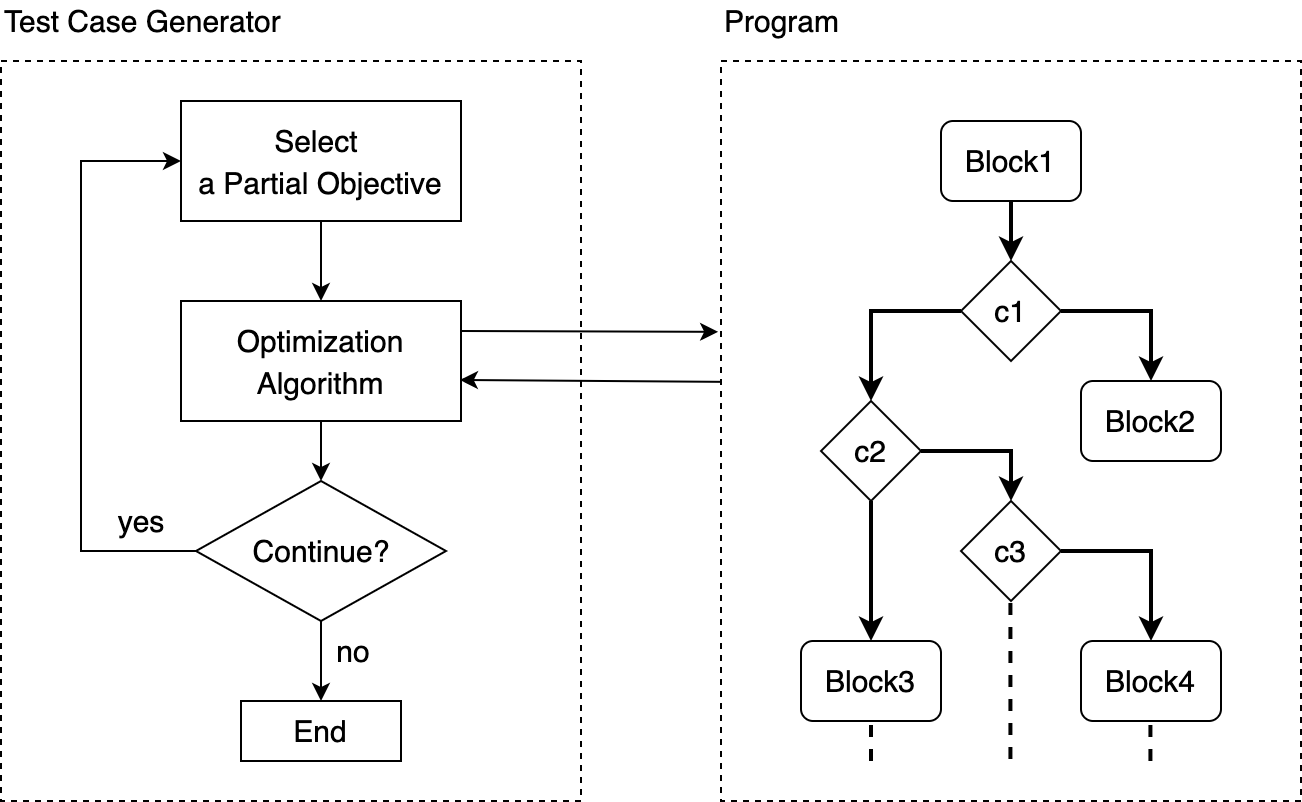 Test Case Generator
Select
a Partial Objective
Optimization
Algorithm
yes
Continue?
no
End
Program
Block1
c1
Block2
c2
c3
Block3
Block4